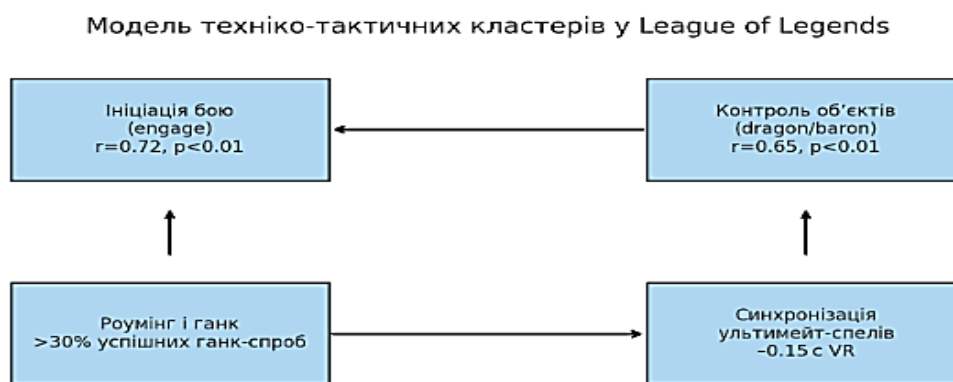 Модель техніко-тактичних кластерів у League of Legends
Ініціація бою
(engage)
r=0.72, p<0.01
Контроль об’єктів
(dragon/baron)
r=0.65, p<0.01
Роумінг і ганк
>30% успішних ганк-спроб
Синхронізація
ультимейт-спелів
–0.15 с VR